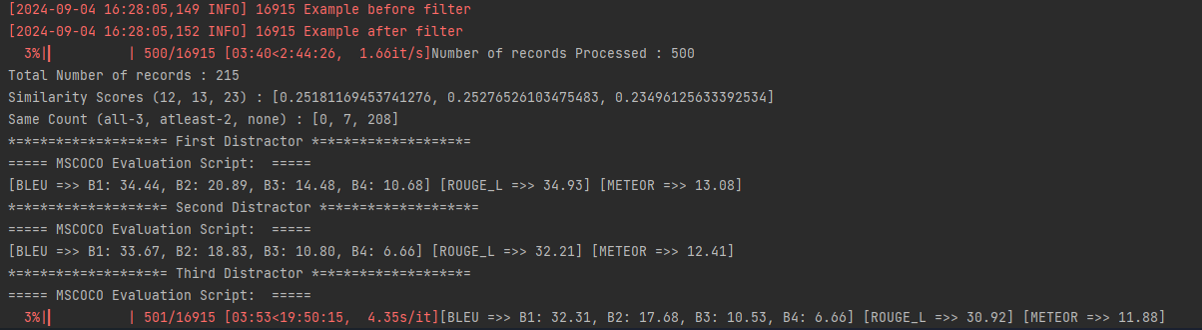 [2024-09-04 16:28:05,149 INFO] 16915 Example before filter
[2024-09-04 16:28:05,152 INFO] 16915 Example after filter
3%|▌ | 500/16915 [03:40<2:44:26, 1.66it/s]Number of records Processed : 500
Total Number of records : 215
Similarity Scores (12, 13, 23) : [0.25181169453741276, 0.25276526103475483, 0.23496125633392534]
Same Count (all-3, atleast-2, none) : [0, 7, 208]
==================== First Distractor ====================
===== MSCOCO Evaluation Script:  =====
[BLEU =>> B1: 34.44, B2: 20.89, B3: 14.48, B4: 10.68] [ROUGE_L =>> 34.93] [METEOR =>> 13.08]
==================== Second Distractor ====================
===== MSCOCO Evaluation Script:  =====
[BLEU =>> B1: 33.67, B2: 18.83, B3: 10.80, B4: 6.66] [ROUGE_L =>> 32.21] [METEOR =>> 12.41]
==================== Third Distractor ====================
===== MSCOCO Evaluation Script:  =====
3%|▌ | 501/16915 [03:53<19:50:15, 4.35s/it][BLEU =>> B1: 32.31, B2: 17.68, B3: 10.53, B4: 6.66] [ROUGE_L =>> 30.92] [METEOR =>> 11.88]